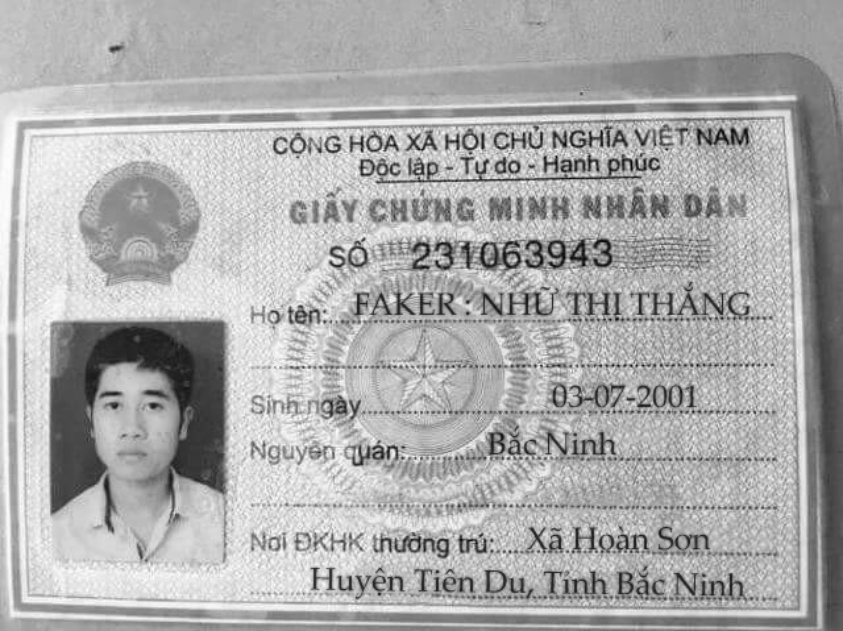 CỘNG HÒA XÃ HỘI CHỦ NGHĨA VIỆT NAM
Độc lập - Tự do - Hạnh phúc
GIẤY CHỨNG MINH NHÂN DÂN
SỐ 231063943
Họ tên: FAKER : NHỮ THỊ THẮNG
Sinh ngày 03-07-2001
Nguyên quán: Bắc Ninh
Nơi ĐKHK thường trú: Xã Hoàn Sơn
Huyện Tiên Du, Tỉnh Bắc Ninh